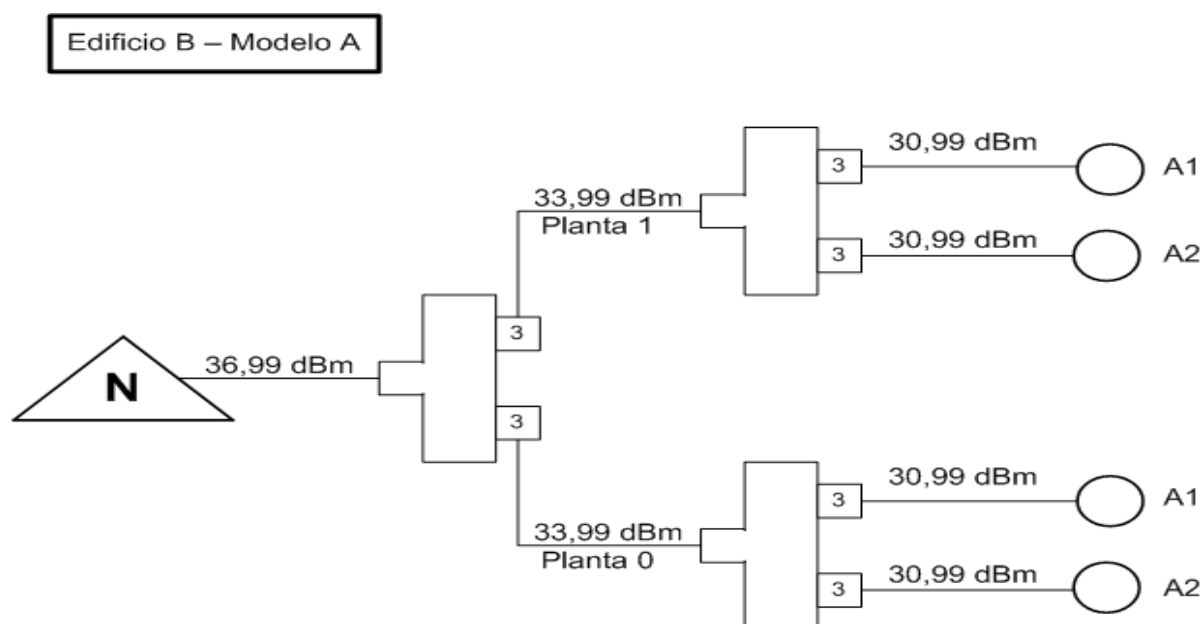 Edificio B – Modelo A
30,99 dBm
3
A1
33,99 dBm
Planta 1
30,99 dBm
3
A2
3
36,99 dBm
N
3
30,99 dBm
3
A1
33,99 dBm
Planta 0
30,99 dBm
3
A2